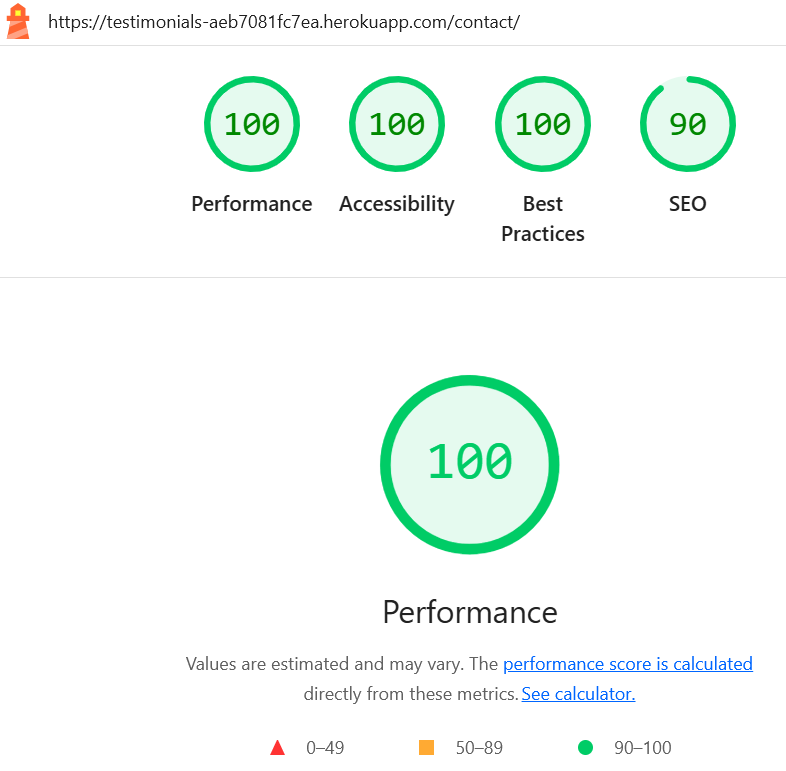 https://testimonials-aeb7081fc7ea.herokuapp.com/contact/
100 100 100 90
Performance Accessibility Best Practices SEO
100
Performance
Values are estimated and may vary. The performance score is calculated
directly from these metrics. See calculator.
0–49 50–89 90–100